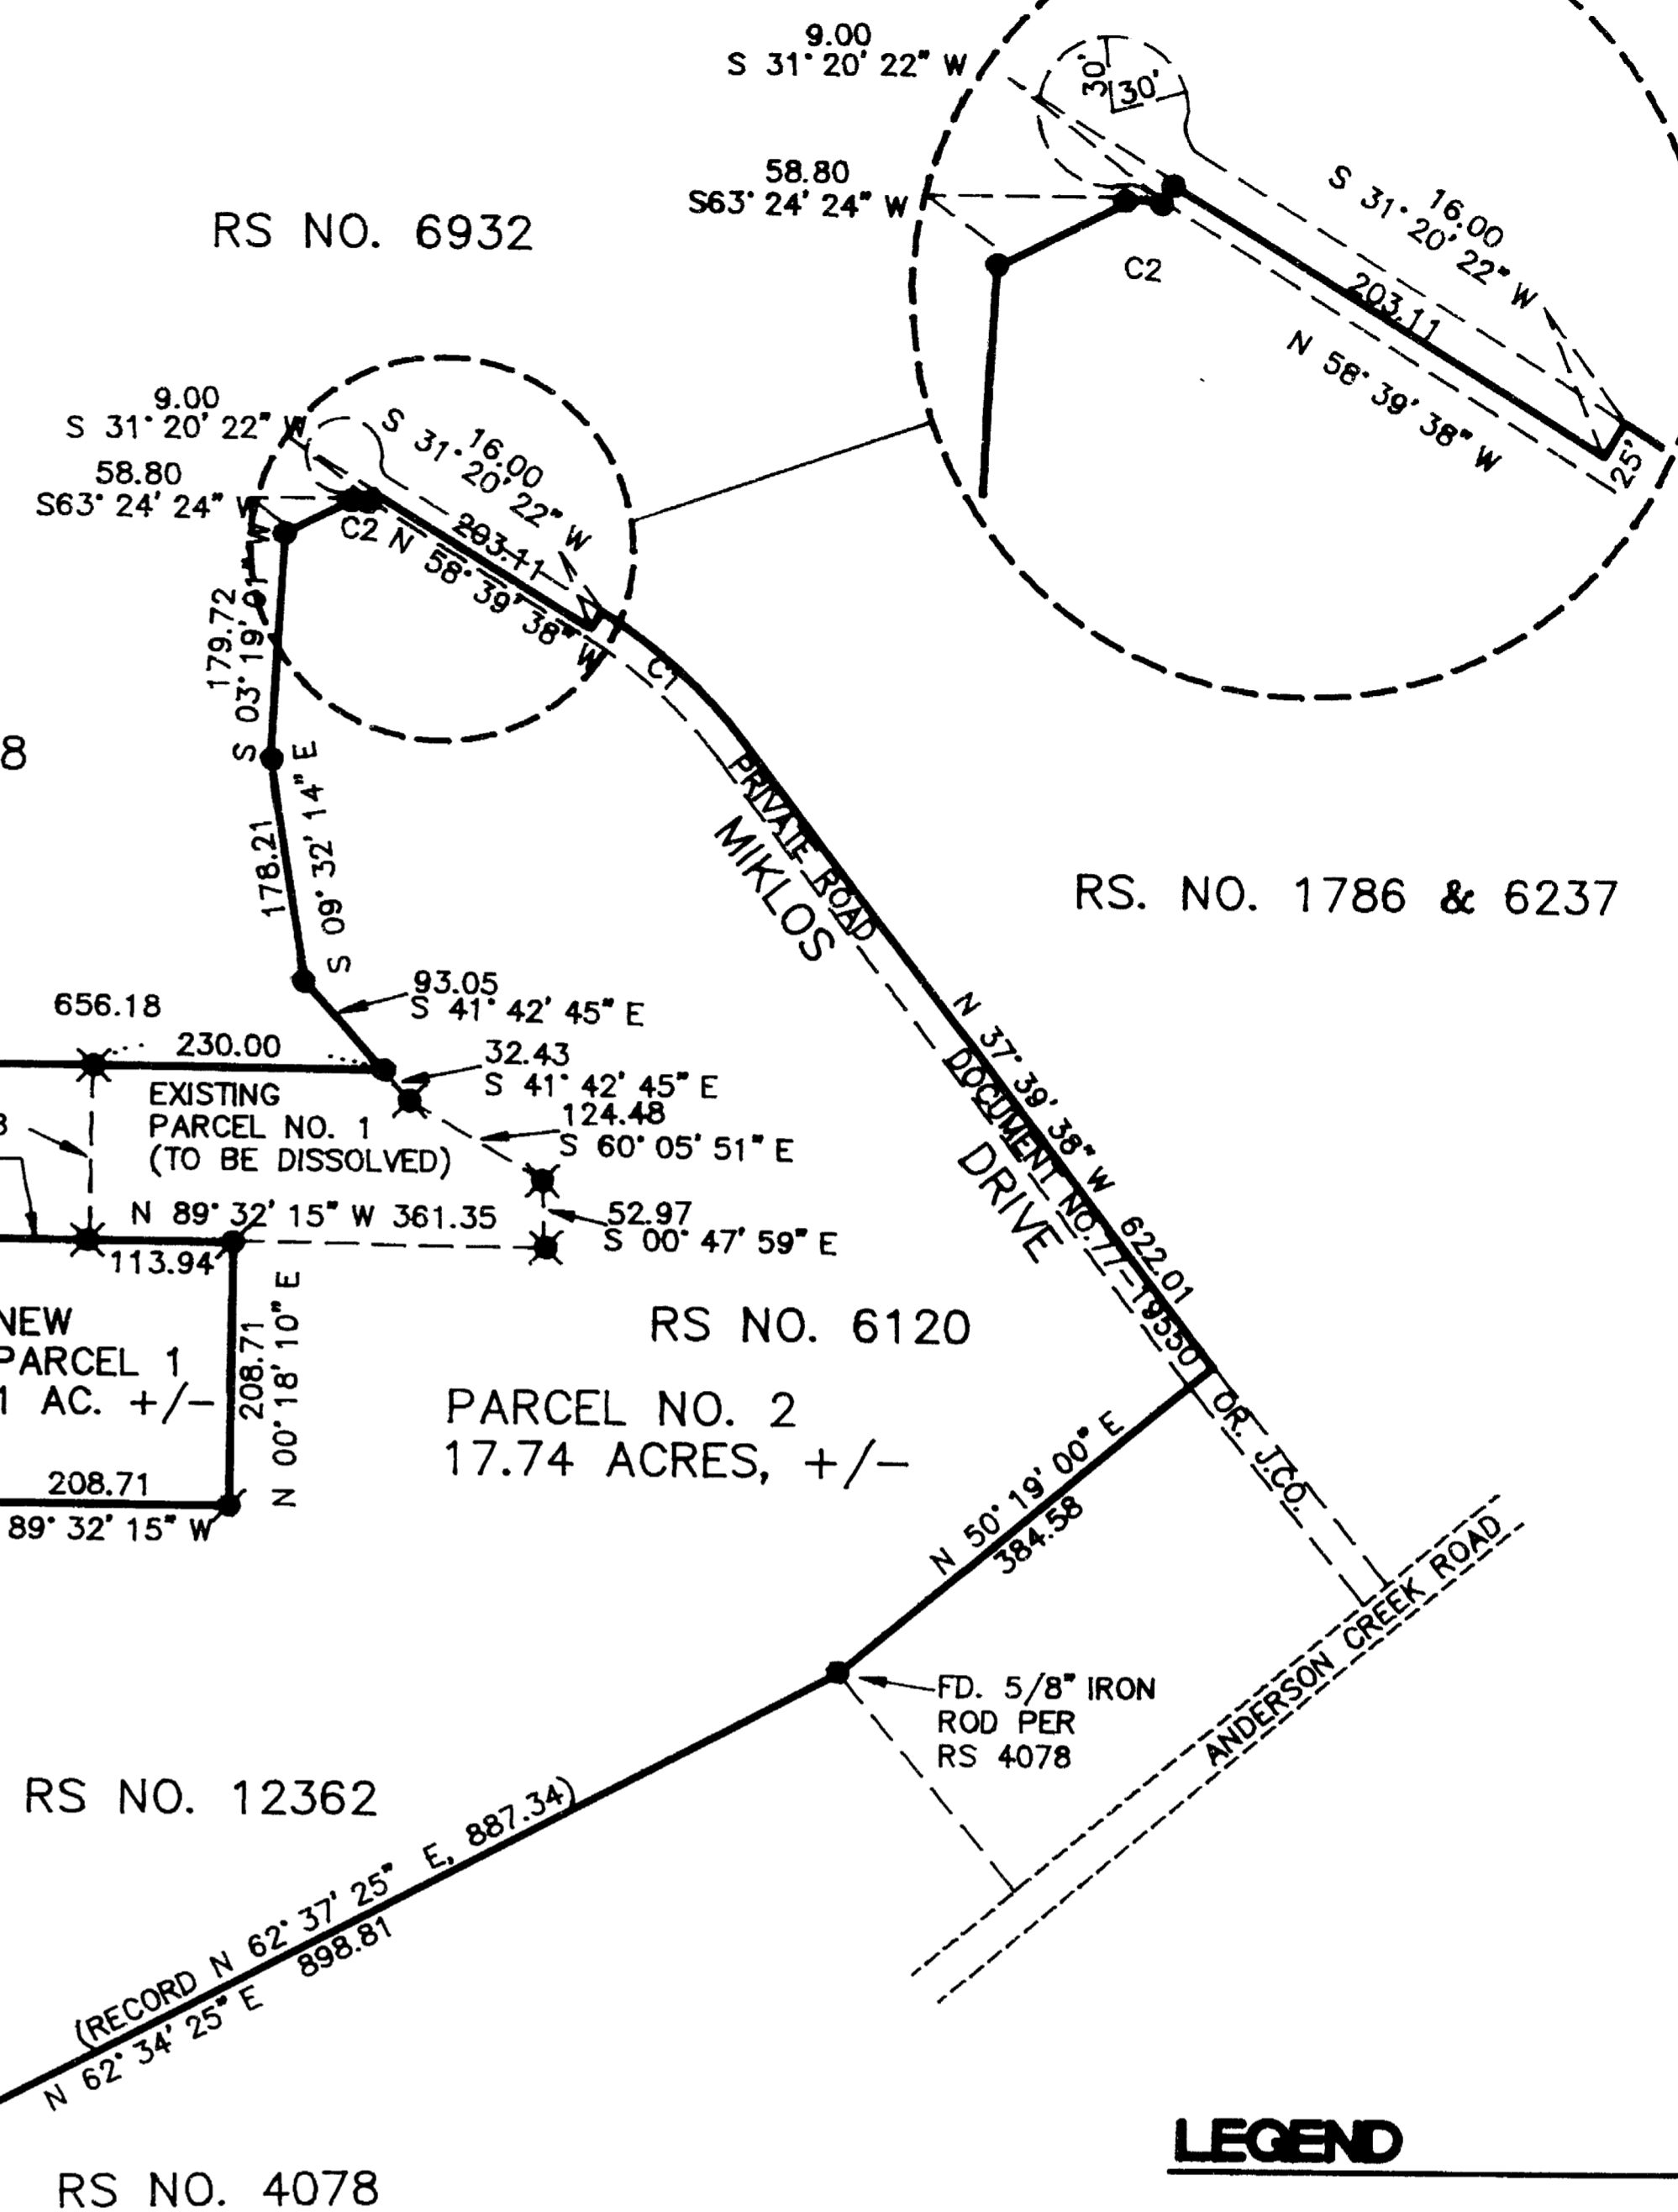 9.00
S 31° 20' 22" W
30'
30'
58.80
S63° 24' 24" W
16.00
S 31° 20' 22" W
RS NO. 6932
C2
203.11
N 58° 39' 38" W
25'
9.00
S 31° 20' 22" W
16.00
S 31° 20' 22" W
58.80
S63° 24' 24" W
C2
203.11
N 58° 39' 38" W
C1
179.72
S 03° 19' 01" W
8
PRIVATE ROAD
MIKLOS
178.21
S 09° 32' 14" E
RS. NO. 1786 & 6237
93.05
S 41° 42' 45" E
656.18
230.00
32.43
S 41° 42' 45" E
N 37° 39' 38" W 622.01
DOCUMENT NO. 77-19550 OR. J.CO.
DRIVE
EXISTING
PARCEL NO. 1
(TO BE DISSOLVED)
124.48
S 60° 05' 51" E
N 89° 32' 15" W 361.35
52.97
S 00° 47' 59" E
113.94
NEW
PARCEL 1
1 AC. +/-
208.71
N 00° 18' 10" E
RS NO. 6120
PARCEL NO. 2
17.74 ACRES, +/-
208.71
89° 32' 15" W
N 50° 19' 00" E
384.58
ANDERSON CREEK ROAD
FD. 5/8" IRON
ROD PER
RS 4078
RS NO. 12362
(RECORD N 62° 37' 25" E, 887.34)
N 62° 34' 25" E 898.81
LEGEND
RS NO. 4078